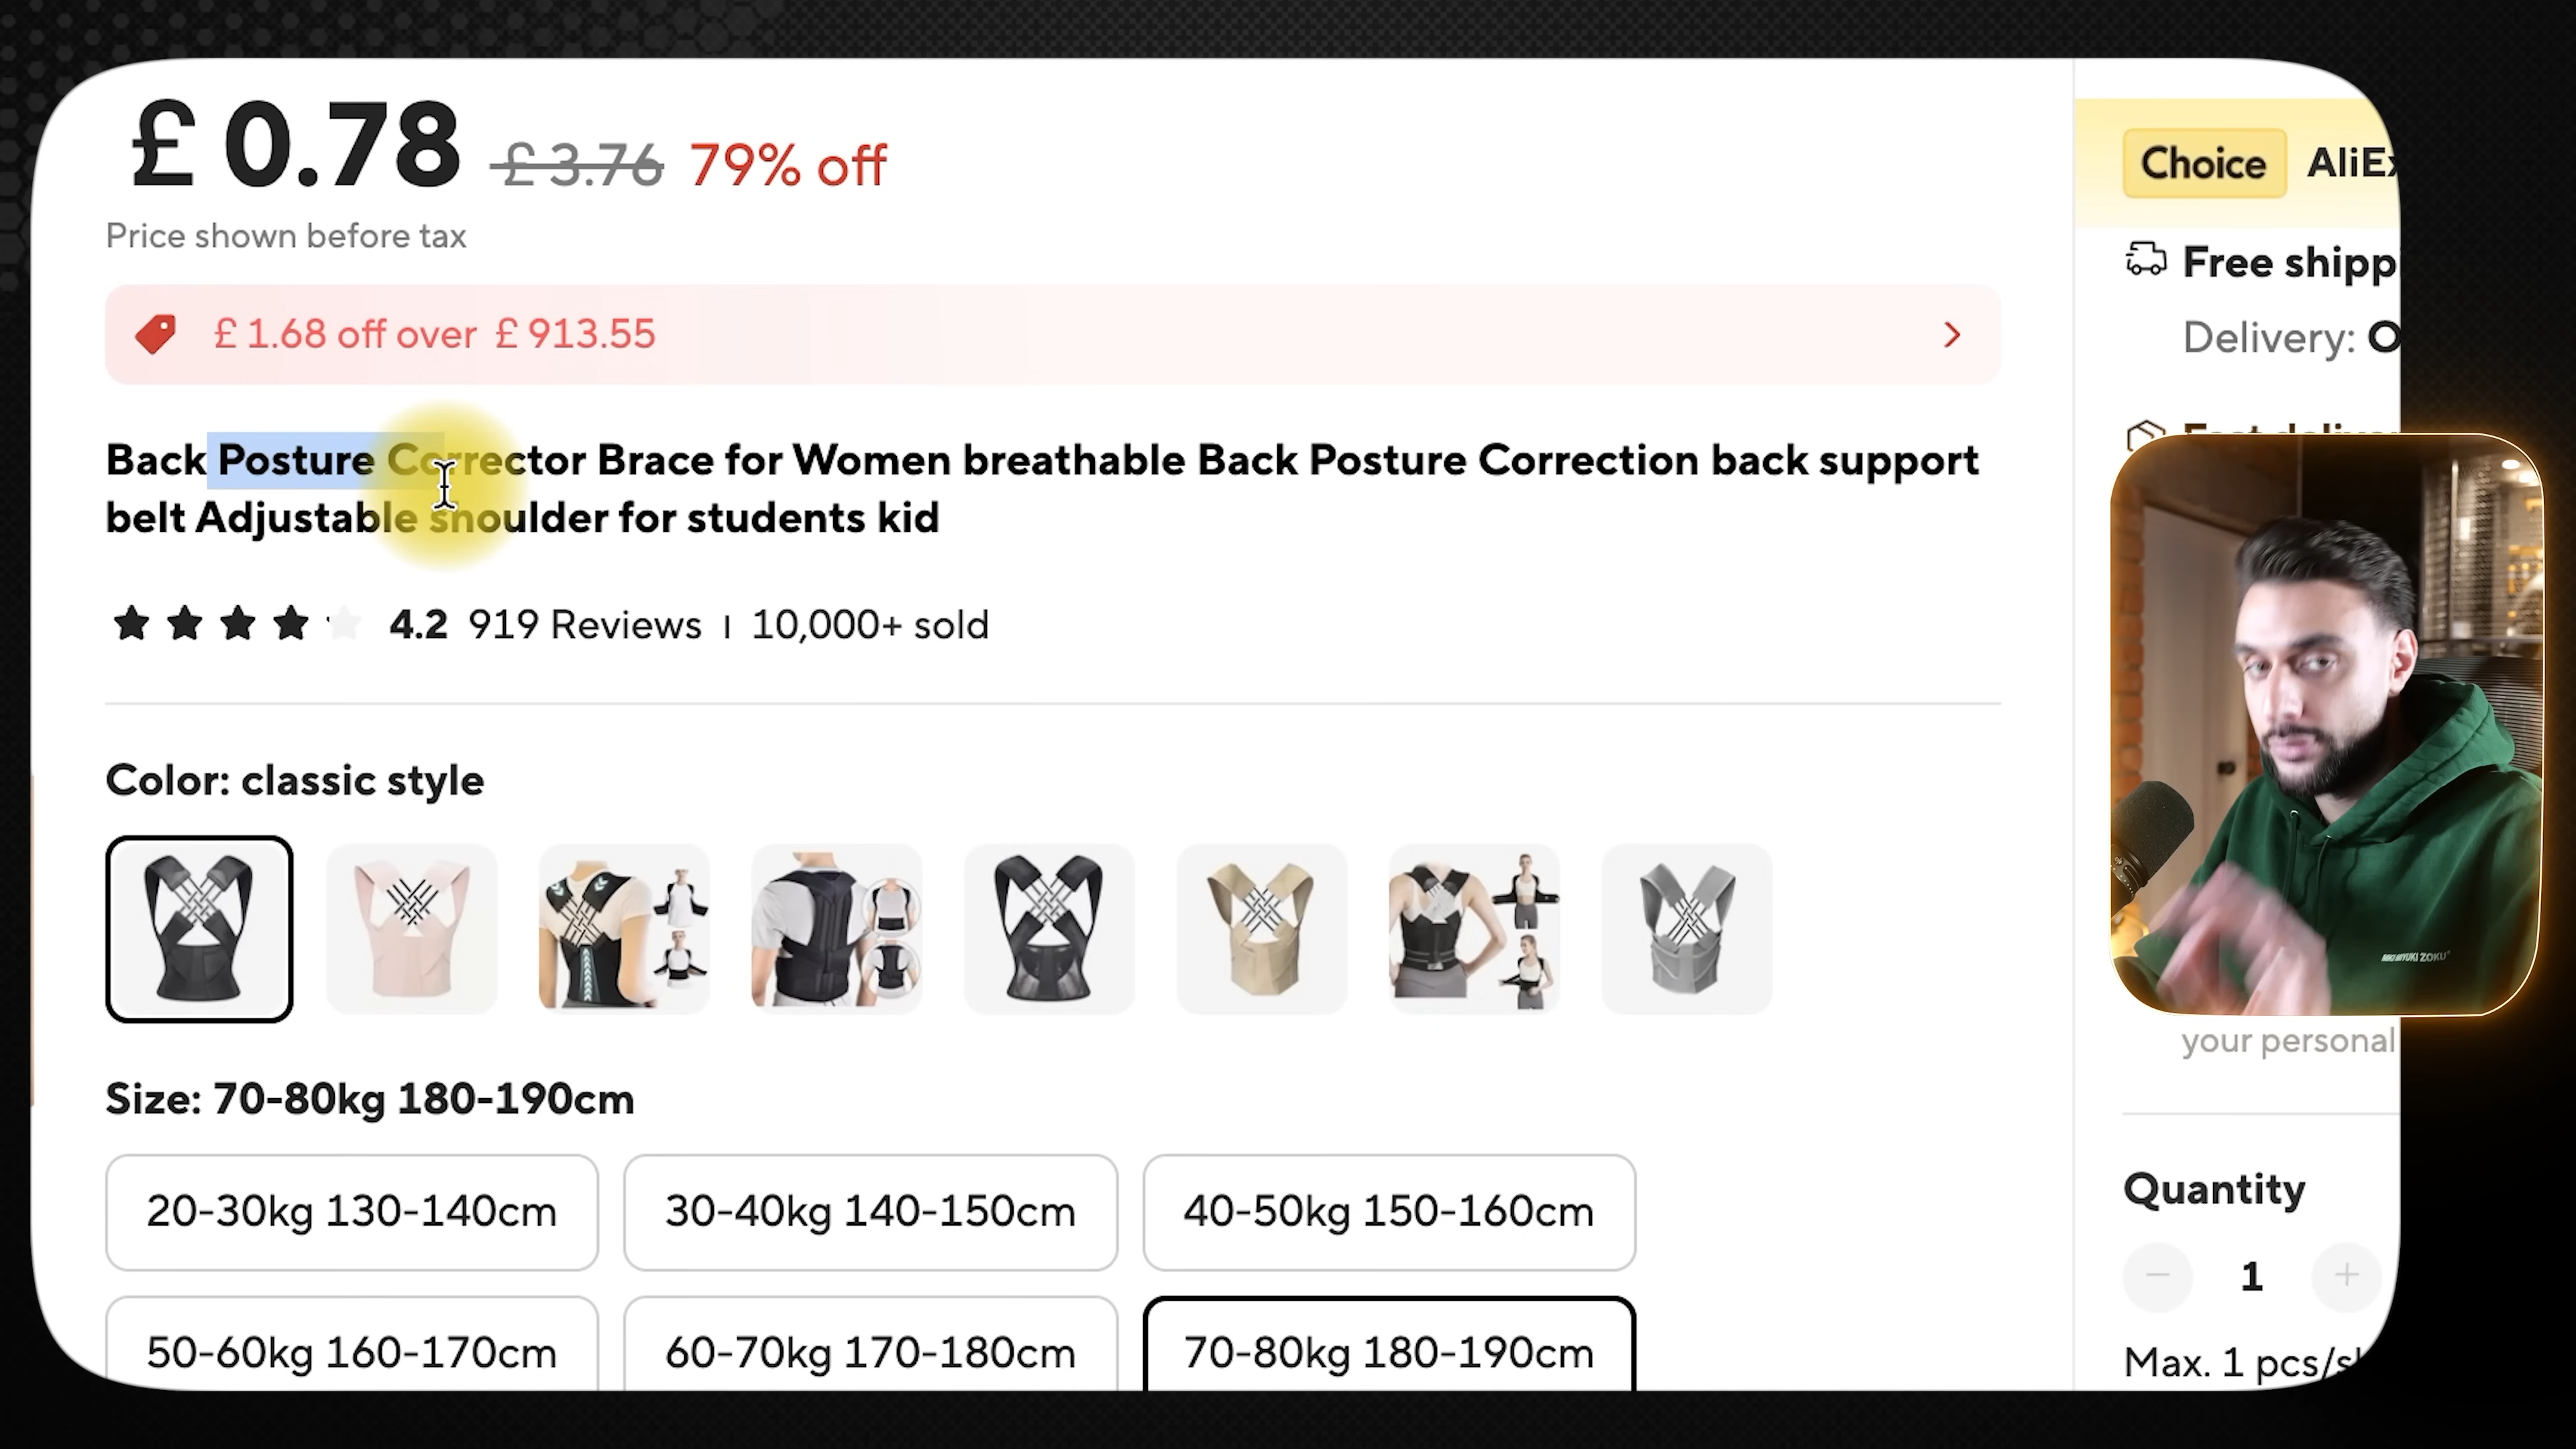 £ 0.78 £ 3.76 79% off
Price shown before tax
£ 1.68 off over £ 913.55
Back Posture Corrector Brace for Women breathable Back Posture Correction back support
belt Adjustable shoulder for students kid
4.2 919 Reviews | 10,000+ sold
Color: classic style
Size: 70-80kg 180-190cm
20-30kg 130-140cm
30-40kg 140-150cm
40-50kg 150-160cm
50-60kg 160-170cm
60-70kg 170-180cm
70-80kg 180-190cm
Choice AliEx
Free shipp
Delivery:
your personal
Quantity
- 1 +
Max. 1 pcs/